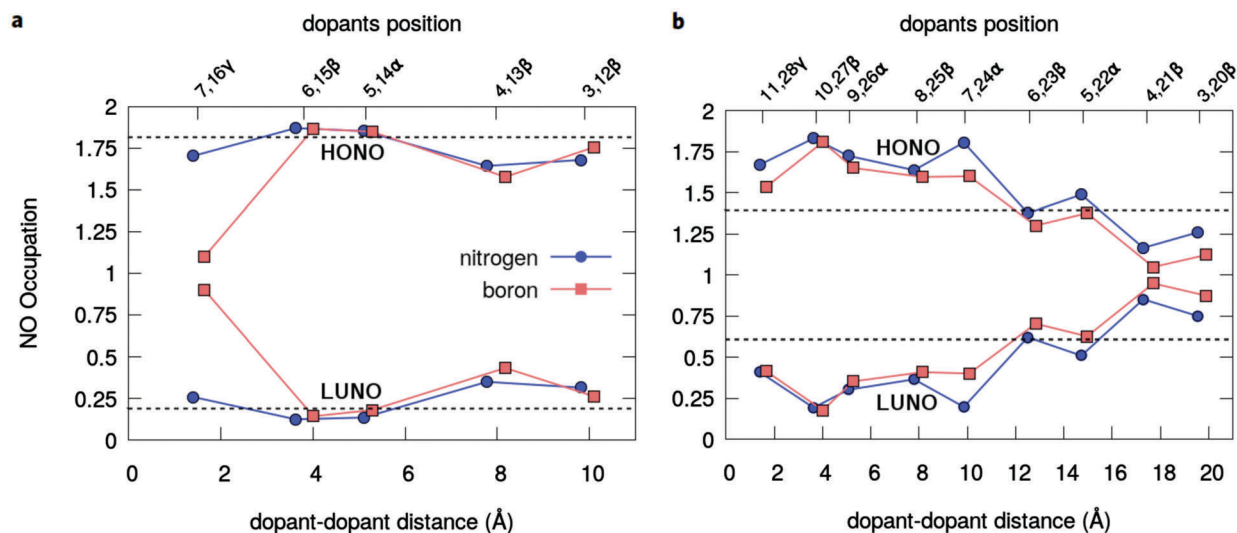 a
dopants position
7,16γ 6,15β 5,14α 4,13β 3,12β
2
1.75
1.5
1.25
1
0.75
0.5
0.25
0
NO Occupation
HONO
nitrogen
boron
LUNO
0 2 4 6 8 10
dopant-dopant distance (Å)
b
dopants position
11,28γ 10,27β 9,26α 8,25β 7,24α 6,23β 5,22α 4,21β 3,20β
2
1.75
1.5
1.25
1
0.75
0.5
0.25
0
HONO
LUNO
0 2 4 6 8 10 12 14 16 18 20
dopant-dopant distance (Å)